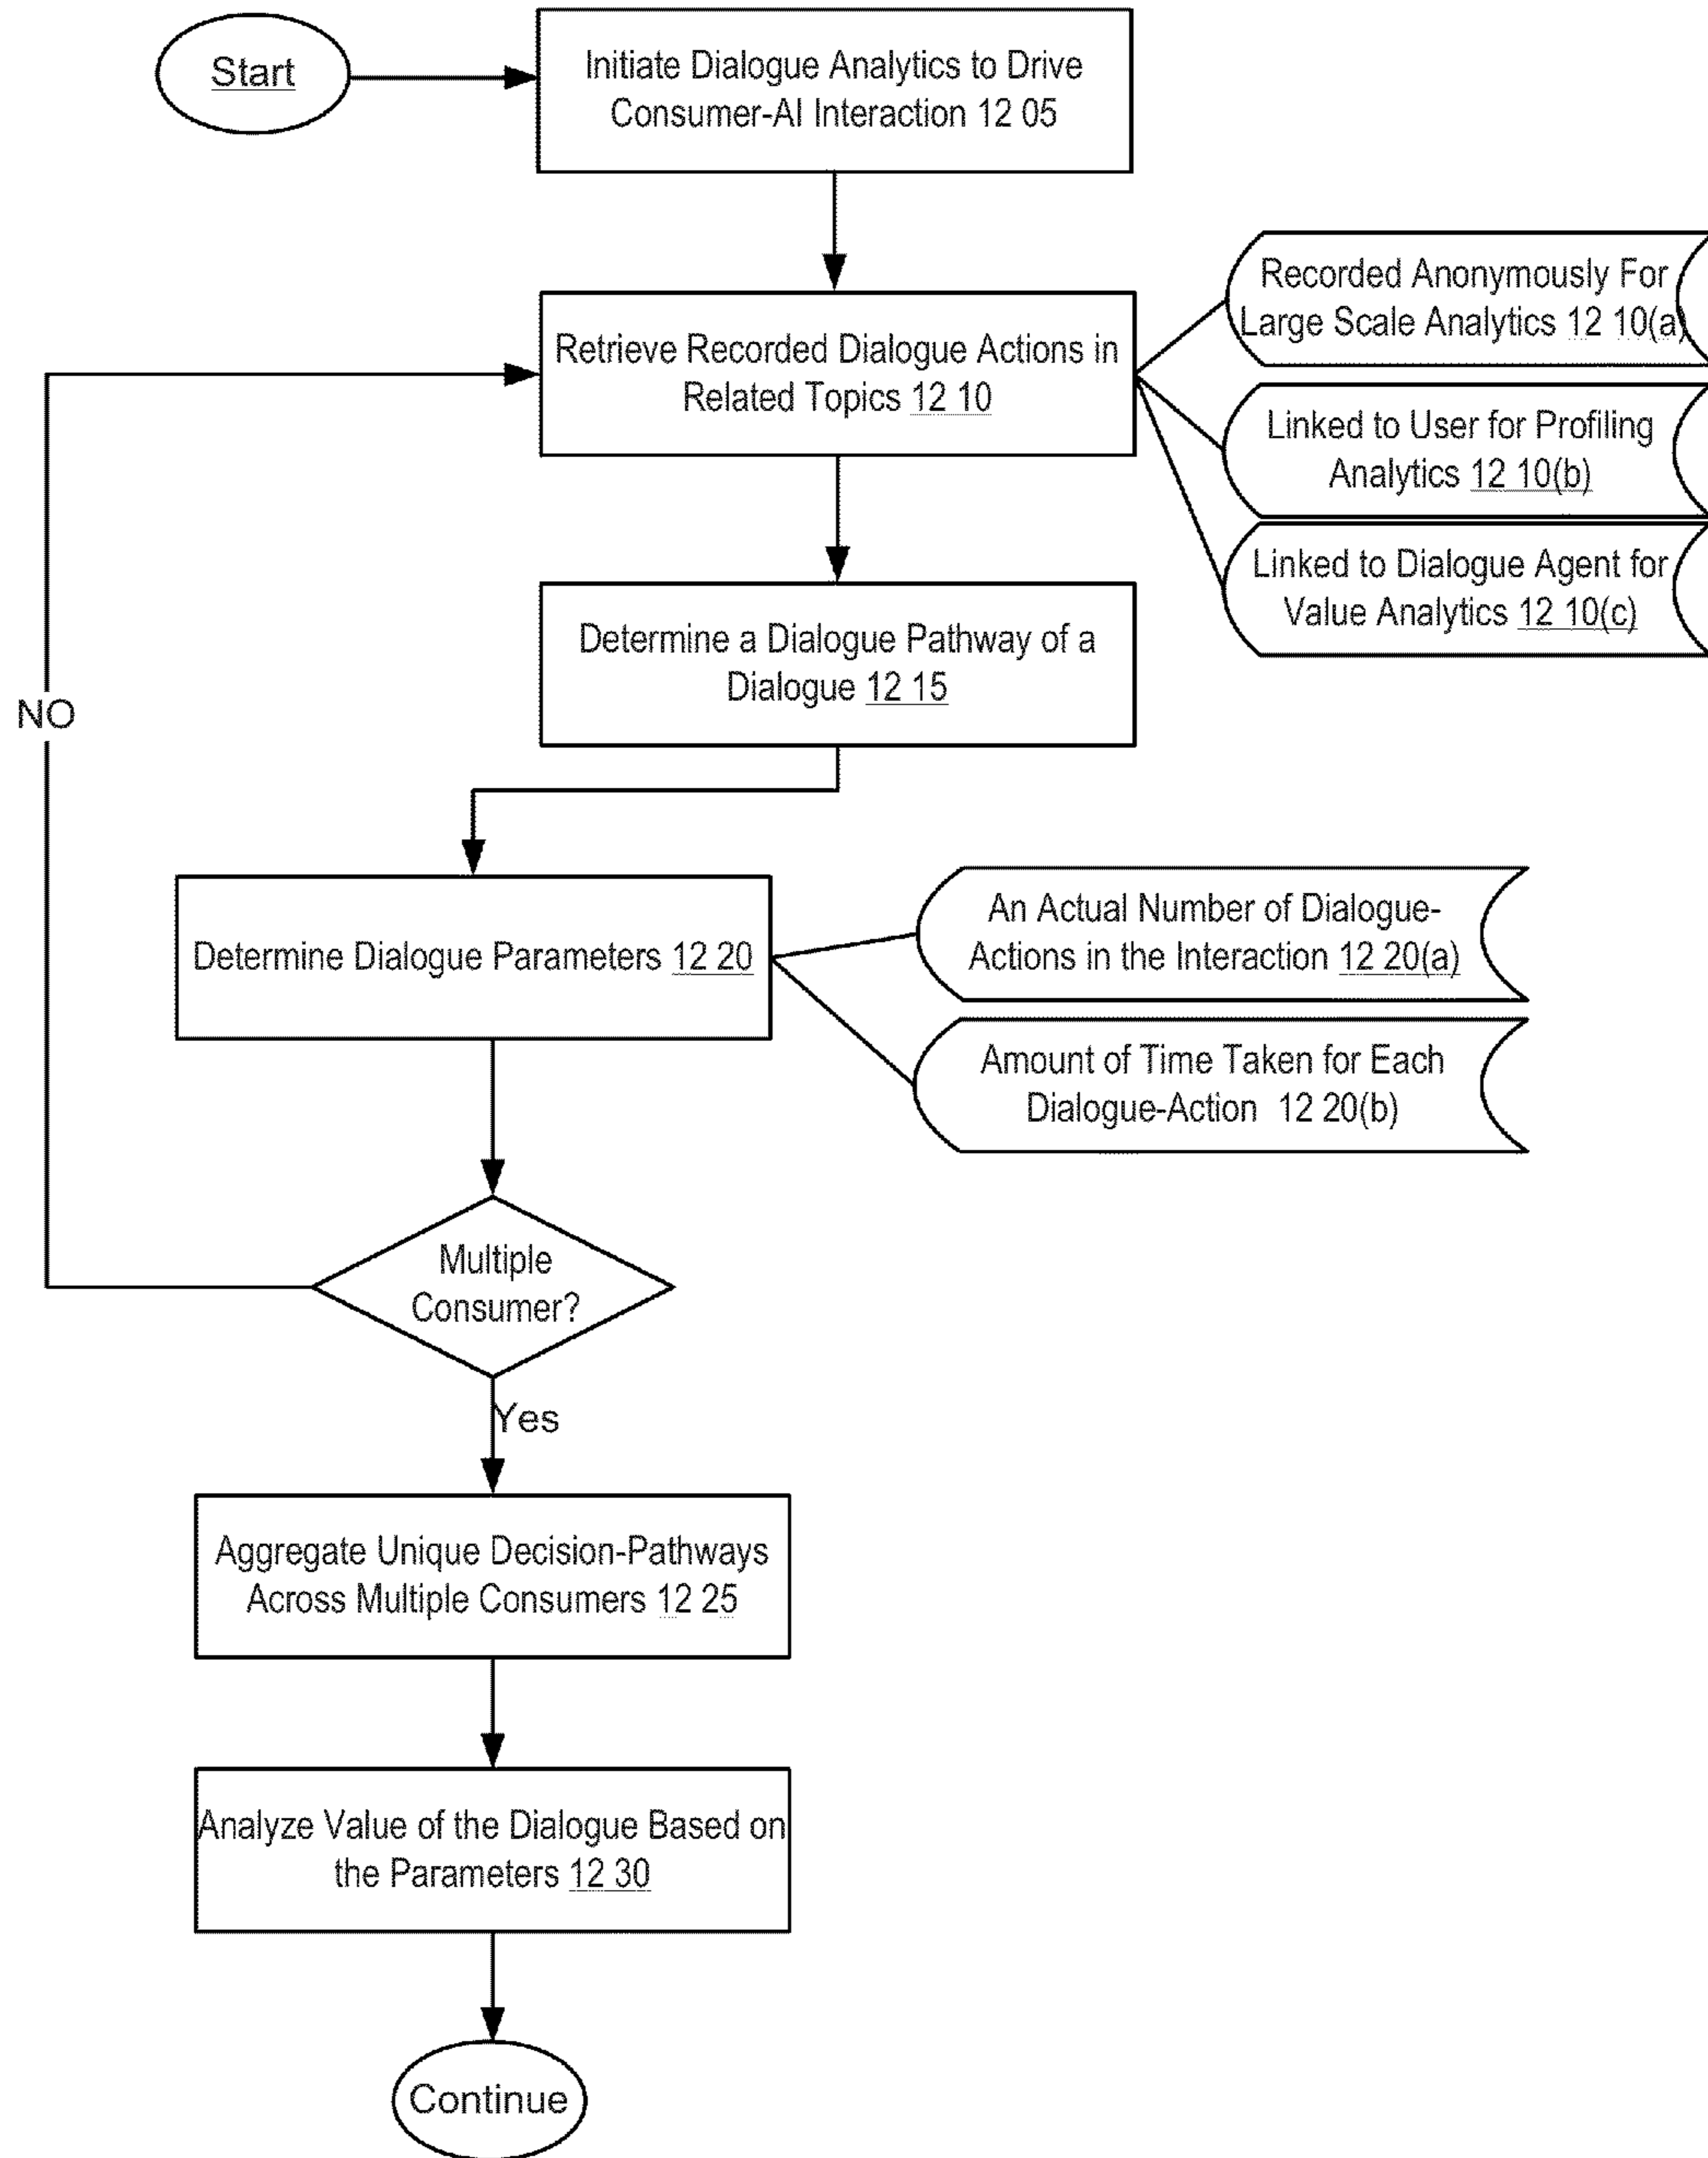 Start
Initiate Dialogue Analytics to Drive
Consumer-AI Interaction 12 05
Recorded Anonymously For
Large Scale Analytics 12 10(a)
Retrieve Recorded Dialogue Actions in
Related Topics 12 10
Linked to User for Profiling
Analytics 12 10(b)
Linked to Dialogue Agent for
Value Analytics 12 10(c)
Determine a Dialogue Pathway of a
Dialogue 12 15
NO
An Actual Number of Dialogue-
Actions in the Interaction 12 20(a)
Determine Dialogue Parameters 12 20
Amount of Time Taken for Each
Dialogue-Action 12 20(b)
Multiple
Consumer?
Yes
Aggregate Unique Decision-Pathways
Across Multiple Consumers 12 25
Analyze Value of the Dialogue Based on
the Parameters 12 30
Continue